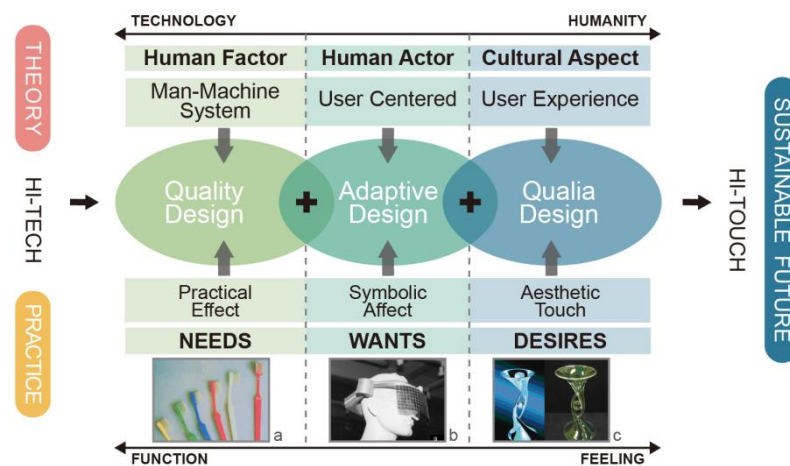 TECHNOLOGY
HUMANITY
THEORY
HI-TECH
PRACTICE
Human Factor
Human Actor
Cultural Aspect
Man-Machine
System
User Centered
User Experience
Quality
Design
+
Adaptive
Design
+
Qualia
Design
Practical
Effect
Symbolic
Affect
Aesthetic
Touch
NEEDS
WANTS
DESIRES
a
b
c
FUNCTION
FEELING
HI-TOUCH
SUSTAINABLE FUTURE